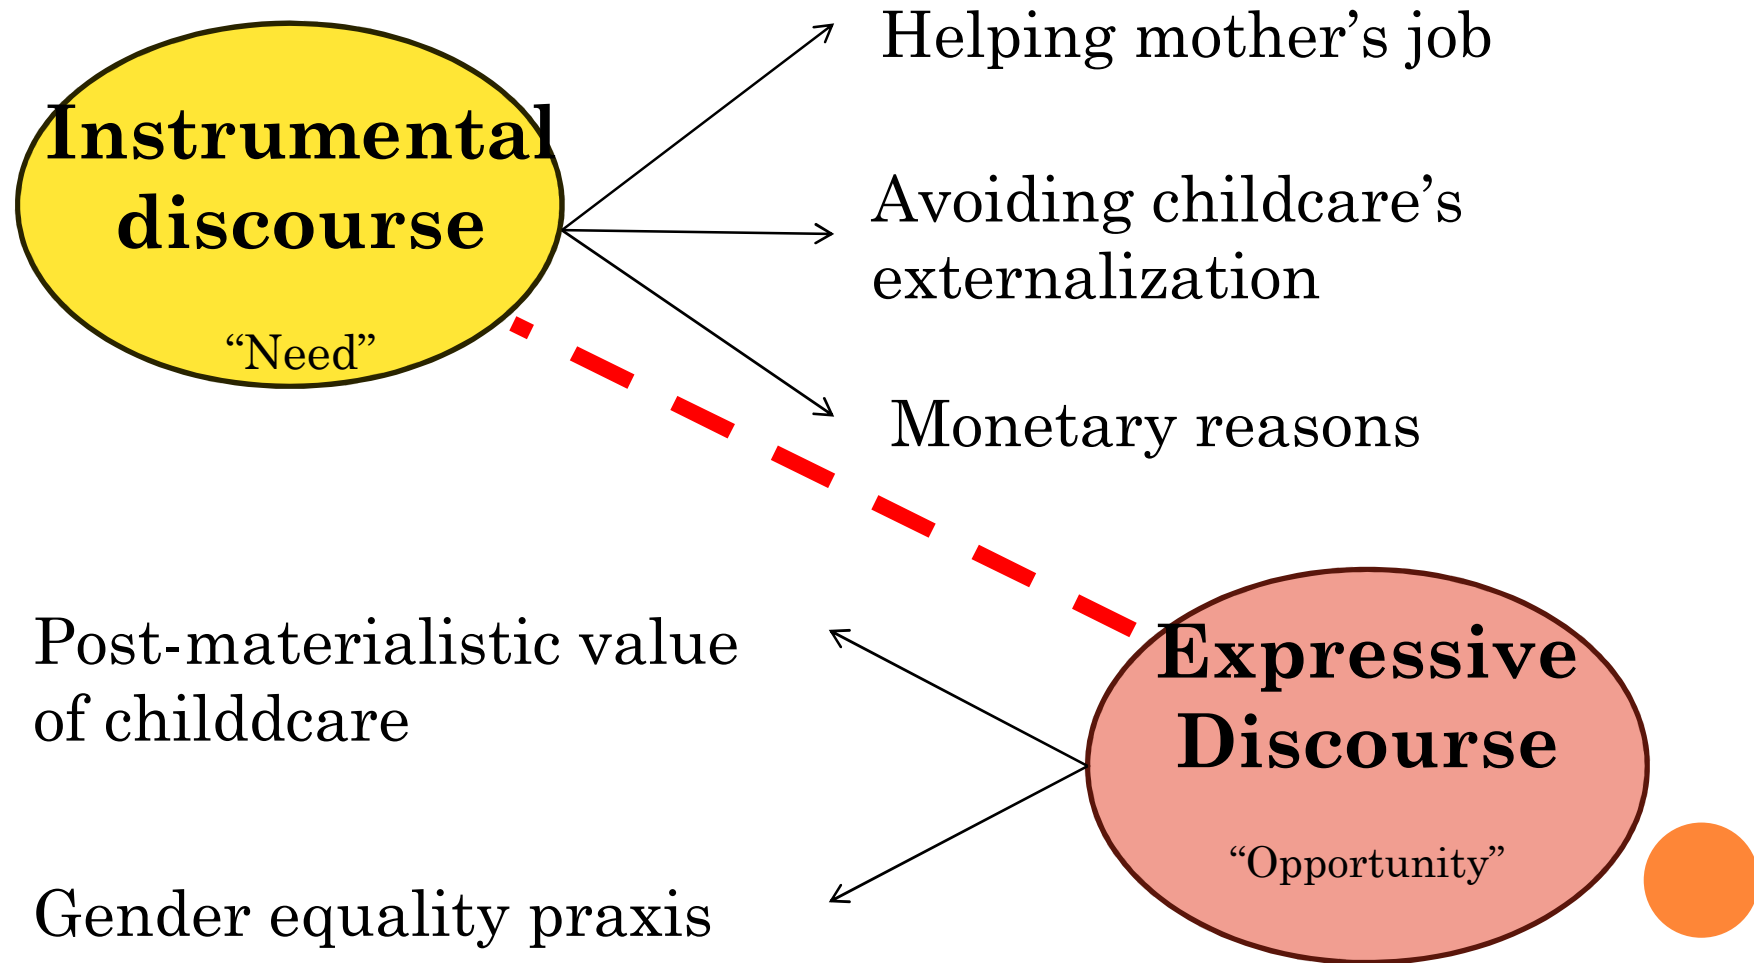 Instrumental
discourse
“Need”
Helping mother’s job
Avoiding childcare’s
externalization
Monetary reasons
Post-materialistic value
of childdcare
Gender equality praxis
Expressive
Discourse
“Opportunity”